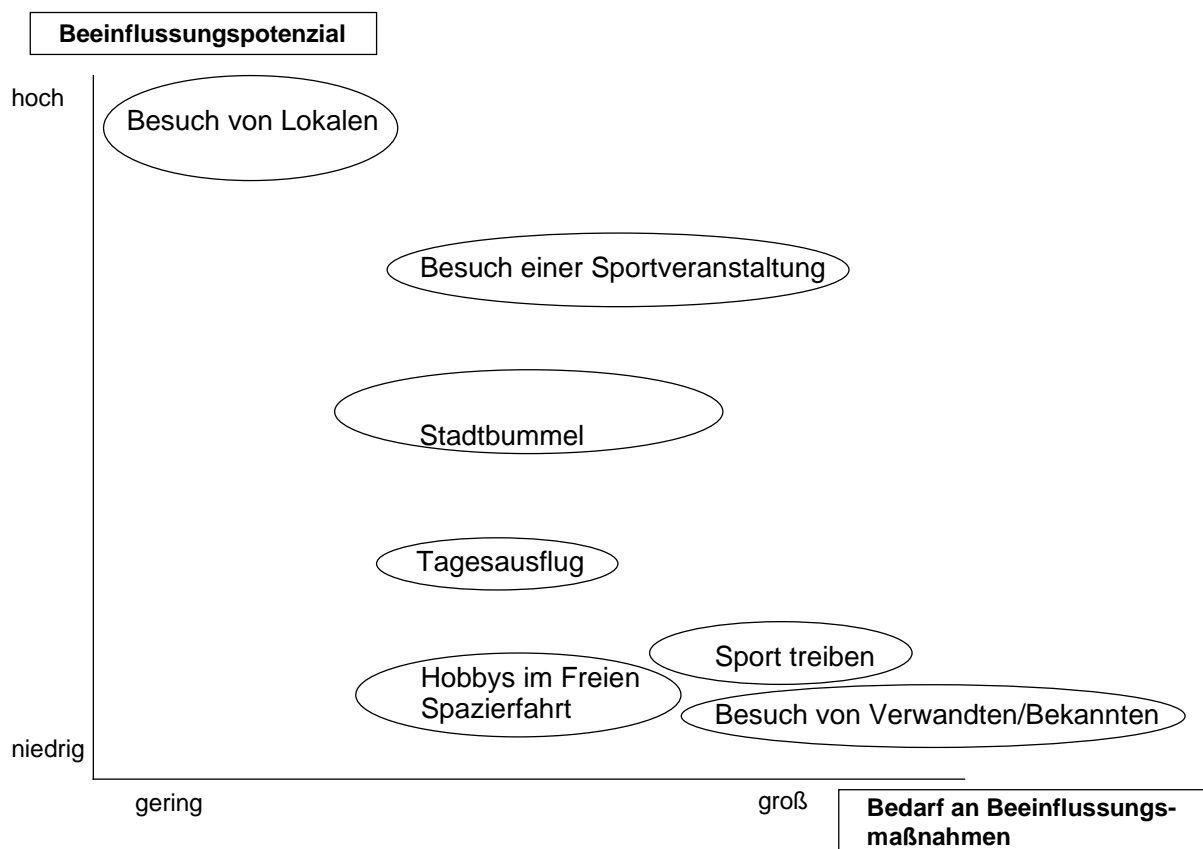 Beeinflussungspotenzial
hoch
Besuch von Lokalen
Besuch einer Sportveranstaltung
Stadtbummel
Tagesausflug
Sport treiben
Hobbys im Freien
Spazierfahrt
Besuch von Verwandten/Bekannten
niedrig
gering
groß
Bedarf an Beeinflussungs-
maßnahmen